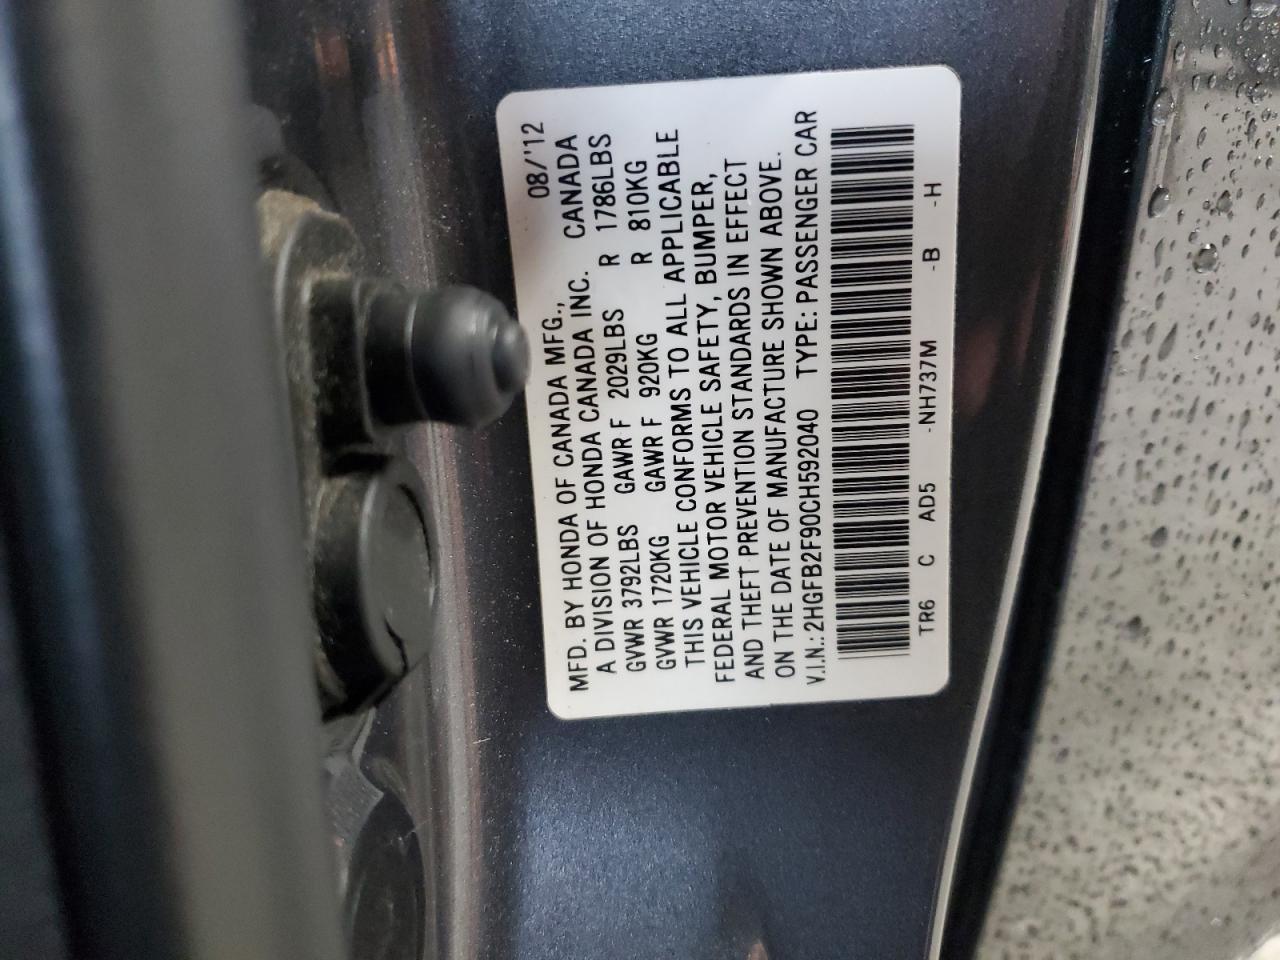 08/'12
MFD. BY HONDA OF CANADA MFG.,
A DIVISION OF HONDA CANADA INC. CANADA
GVWR 3792LBS GAWR F 2029LBS R 1786LBS
GVWR 1720KG GAWR F 920KG R 810KG
THIS VEHICLE CONFORMS TO ALL APPLICABLE
FEDERAL MOTOR VEHICLE SAFETY, BUMPER,
AND THEFT PREVENTION STANDARDS IN EFFECT
ON THE DATE OF MANUFACTURE SHOWN ABOVE.
V.I.N.: 2HGFB2F90CH592040 TYPE: PASSENGER CAR
TR6 C AD5 -NH737M -B -H